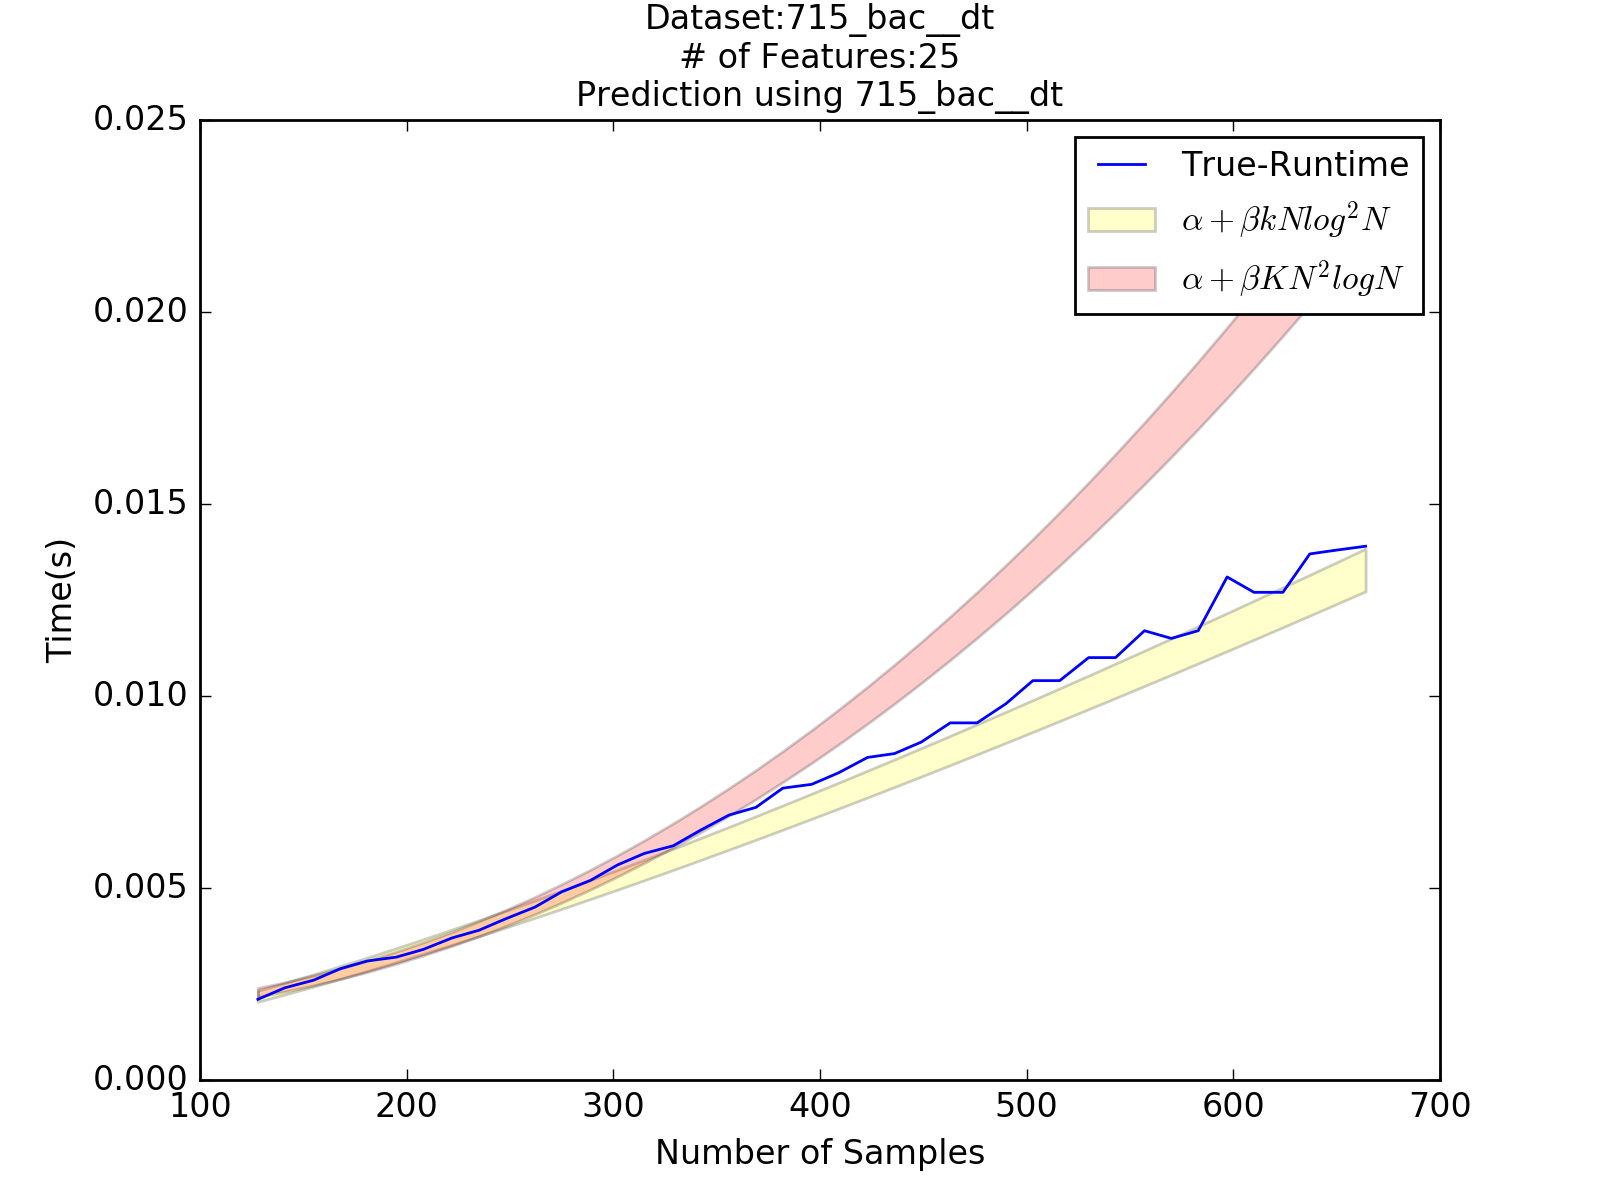 Dataset:715_bac__dt
# of Features:25
Prediction using 715_bac__dt
0.025
0.020
0.015
0.010
0.005
0.000
Time(s)
True-Runtime
α + βkNlog²N
α + βKN²logN
100 200 300 400 500 600 700
Number of Samples